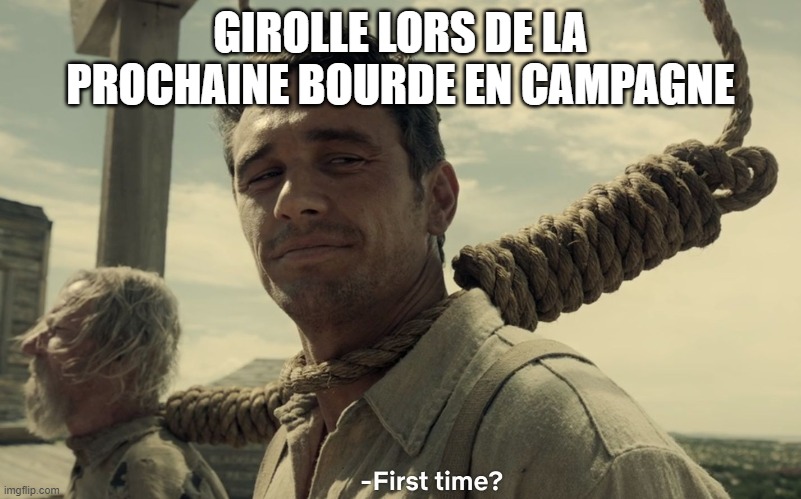 GIROLLE LORS DE LA
PROCHAINE BOURDE EN CAMPAGNE
-First time?
imgflip.com